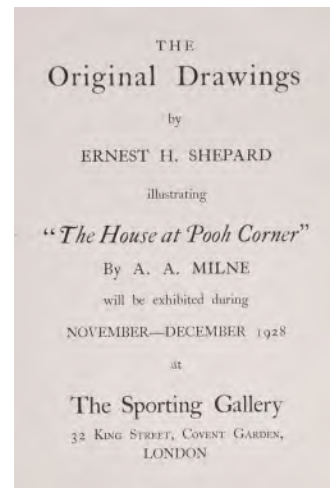 THE
Original Drawings
by
ERNEST H. SHEPARD
illustrating
“The House at Pooh Corner”
By A. A. MILNE
will be exhibited during
NOVEMBER—DECEMBER 1928
at
The Sporting Gallery
32 KING STREET, COVENT GARDEN,
LONDON